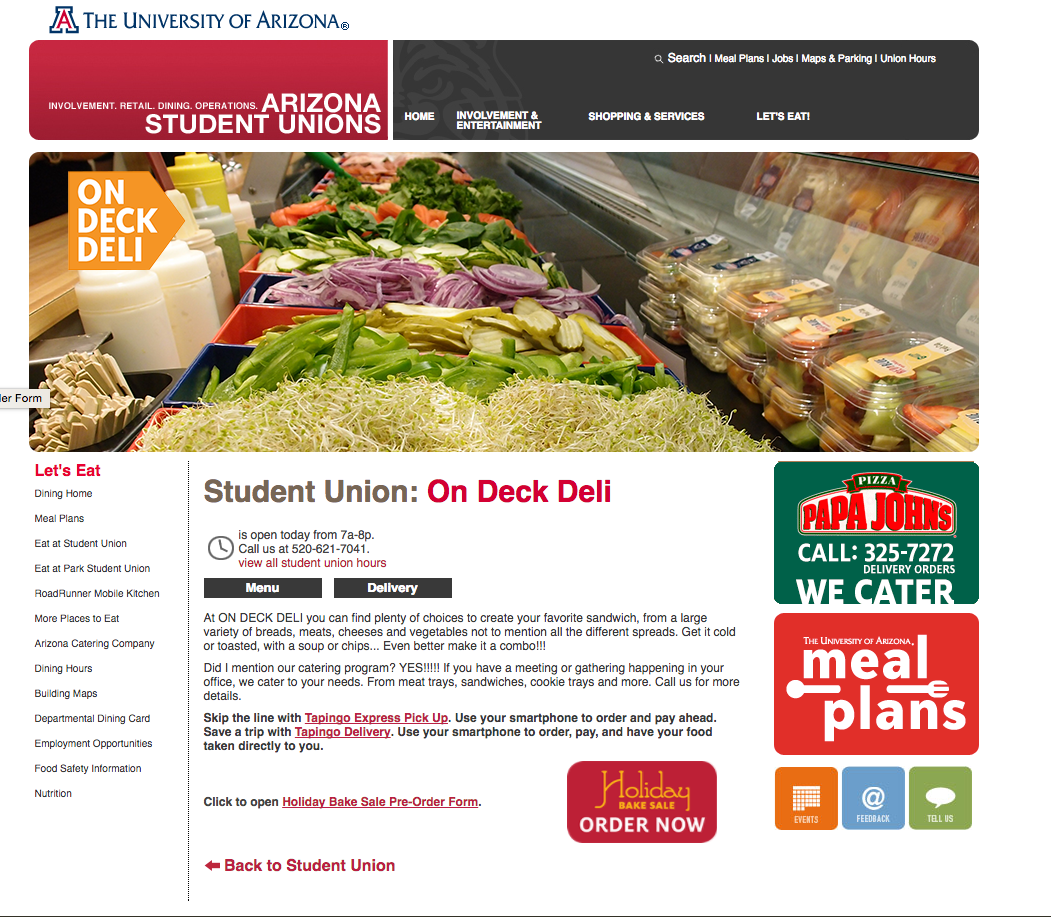 THE UNIVERSITY OF ARIZONA®
Search | Meal Plans | Jobs | Maps & Parking | Union Hours
INVOLVEMENT. RETAIL. DINING. OPERATIONS. ARIZONA
STUDENT UNIONS
HOME
INVOLVEMENT &
ENTERTAINMENT
SHOPPING & SERVICES
LET'S EAT!
ON
DECK
DELI
der Form
Let's Eat
Dining Home
Meal Plans
Eat at Student Union
Eat at Park Student Union
RoadRunner Mobile Kitchen
More Places to Eat
Arizona Catering Company
Dining Hours
Building Maps
Departmental Dining Card
Employment Opportunities
Food Safety Information
Nutrition
Student Union: On Deck Deli
is open today from 7a-8p.
Call us at 520-621-7041.
view all student union hours
Menu
Delivery
At ON DECK DELI you can find plenty of choices to create your favorite sandwich, from a large
variety of breads, meats, cheeses and vegetables not to mention all the different spreads. Get it cold
or toasted, with a soup or chips... Even better make it a combo!!!
Did I mention our catering program? YES!!!!! If you have a meeting or gathering happening in your
office, we cater to your needs. From meat trays, sandwiches, cookie trays and more. Call us for more
details.
Skip the line with Tapingo Express Pick Up. Use your smartphone to order and pay ahead.
Save a trip with Tapingo Delivery. Use your smartphone to order, pay, and have your food
taken directly to you.
Click to open Holiday Bake Sale Pre-Order Form.
Holiday
BAKE SALE
ORDER NOW
Back to Student Union
PIZZA
PAPA JOHN'S
CALL: 325-7272
DELIVERY ORDERS
WE CATER
THE UNIVERSITY OF ARIZONA
meal
plans
EVENTS
@
FEEDBACK
TELL US